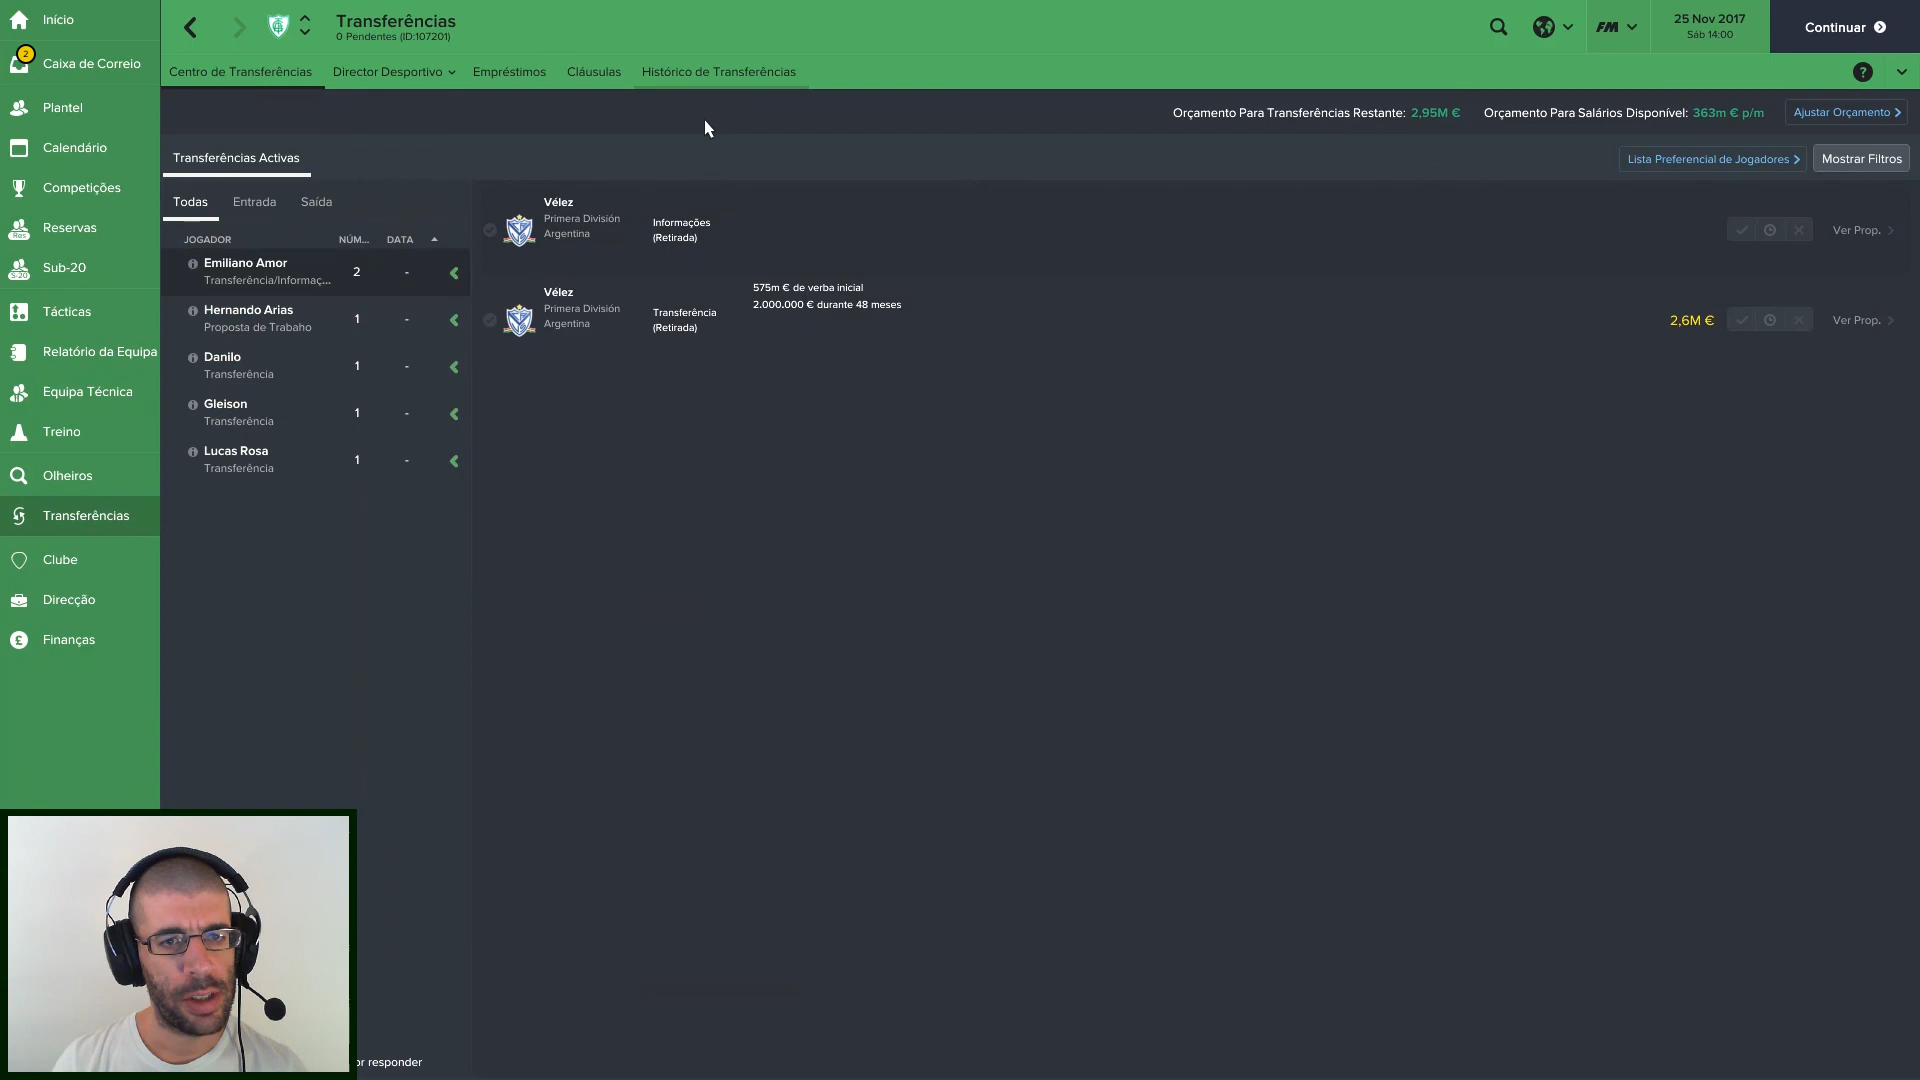 Início
2
Caixa de Correio
Plantel
Calendário
Competições
Reservas
Sub-20
Tácticas
Relatório da Equipa
Equipa Técnica
Treino
Olheiros
Transferências
Clube
Direcção
Finanças
Transferências
0 Pendentes (ID:107201)
FM
25 Nov 2017
Sáb 14:00
Continuar
Centro de Transferências
Director Desportivo
Empréstimos
Cláusulas
Histórico de Transferências
?
Orçamento Para Transferências Restante: 2,95M €
Orçamento Para Salários Disponível: 363m € p/m
Ajustar Orçamento
Transferências Activas
Lista Preferencial de Jogadores
Mostrar Filtros
Todas
Entrada
Saída
JOGADOR
NÚM...
DATA
Emiliano Amor
Transferência/Informaç...
2
-
Hernando Arias
Proposta de Trabaho
1
-
Danilo
Transferência
1
-
Gleison
Transferência
1
-
Lucas Rosa
Transferência
1
-
Vélez
Primera División
Argentina
Informações
(Retirada)
Ver Prop.
Vélez
Primera División
Argentina
Transferência
(Retirada)
575m € de verba inicial
2.000.000 € durante 48 meses
2,6M €
Ver Prop.
responder